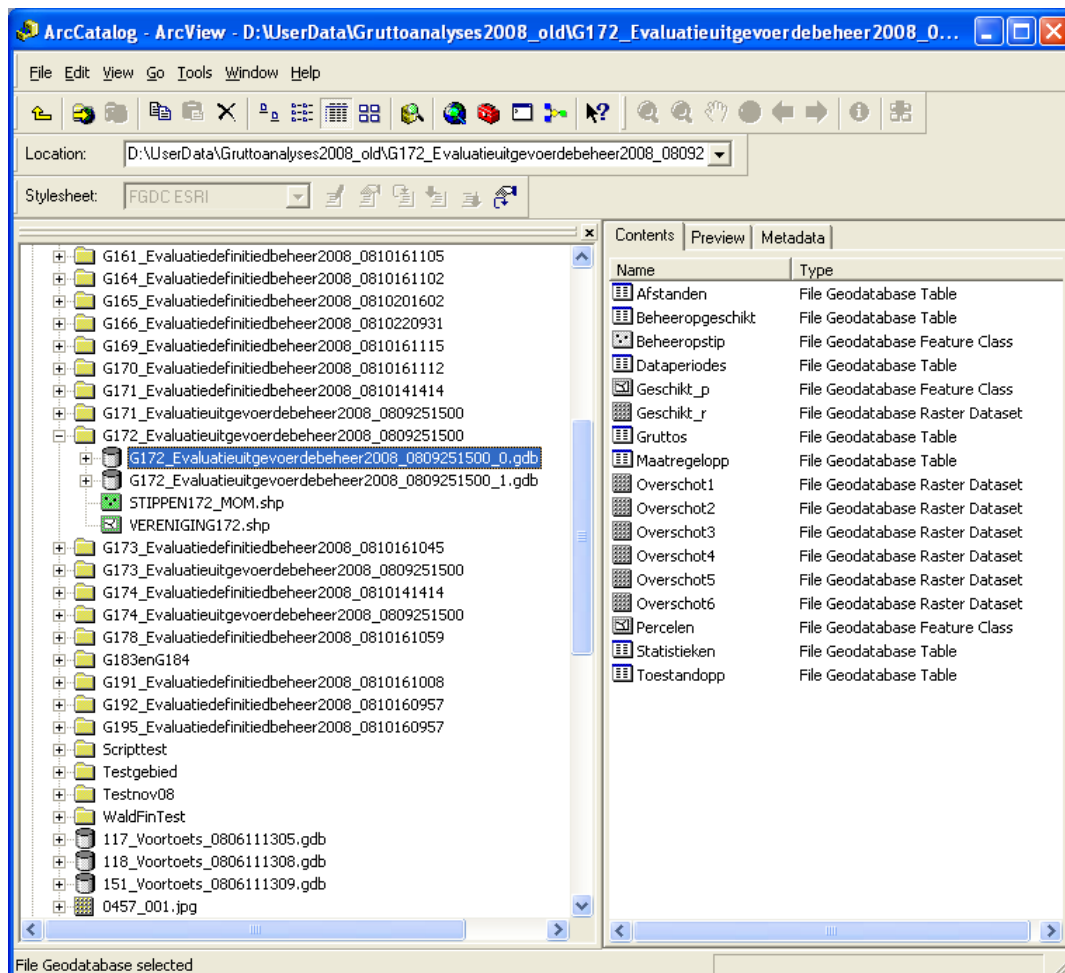 ArcCatalog - ArcView - D:\UserData\Gruttoanalyses2008_old\G172_Evaluatieuitgevoerdebeheer2008_0...
File Edit View Go Tools Window Help
Location: D:\UserData\Gruttoanalyses2008_old\G172_Evaluatieuitgevoerdebeheer2008_08092
Stylesheet: FGDC ESRI
G161_Evaluatiedefinitiedbeheer2008_0810161105
G164_Evaluatiedefinitiedbeheer2008_0810161102
G165_Evaluatiedefinitiedbeheer2008_0810201602
G166_Evaluatiedefinitiedbeheer2008_0810220931
G169_Evaluatiedefinitiedbeheer2008_0810161115
G170_Evaluatiedefinitiedbeheer2008_0810161112
G171_Evaluatiedefinitiedbeheer2008_0810141414
G171_Evaluatieuitgevoerdebeheer2008_0809251500
G172_Evaluatieuitgevoerdebeheer2008_0809251500
G172_Evaluatieuitgevoerdebeheer2008_0809251500_0.gdb
G172_Evaluatieuitgevoerdebeheer2008_0809251500_1.gdb
STIPPEN172_MOM.shp
VERENIGING172.shp
G173_Evaluatiedefinitiedbeheer2008_0810161045
G173_Evaluatieuitgevoerdebeheer2008_0809251500
G174_Evaluatiedefinitiedbeheer2008_0810141414
G174_Evaluatieuitgevoerdebeheer2008_0809251500
G178_Evaluatiedefinitiedbeheer2008_0810161059
G183enG184
G191_Evaluatiedefinitiedbeheer2008_0810161008
G192_Evaluatiedefinitiedbeheer2008_0810160957
G195_Evaluatiedefinitiedbeheer2008_0810160957
Scripttest
Testgebied
Testnov08
WaldFinTest
117_Voortoets_0806111305.gdb
118_Voortoets_0806111308.gdb
151_Voortoets_0806111309.gdb
0457_001.jpg
Contents Preview Metadata
Name Type
Afstanden File Geodatabase Table
Beheeropgeschikt File Geodatabase Table
Beheeropstip File Geodatabase Feature Class
Dataperiodes File Geodatabase Table
Geschikt_p File Geodatabase Feature Class
Geschikt_r File Geodatabase Raster Dataset
Gruttos File Geodatabase Table
Maatregelopp File Geodatabase Table
Overschot1 File Geodatabase Raster Dataset
Overschot2 File Geodatabase Raster Dataset
Overschot3 File Geodatabase Raster Dataset
Overschot4 File Geodatabase Raster Dataset
Overschot5 File Geodatabase Raster Dataset
Overschot6 File Geodatabase Raster Dataset
Percelen File Geodatabase Feature Class
Statistieken File Geodatabase Table
Toestandopp File Geodatabase Table
File Geodatabase selected